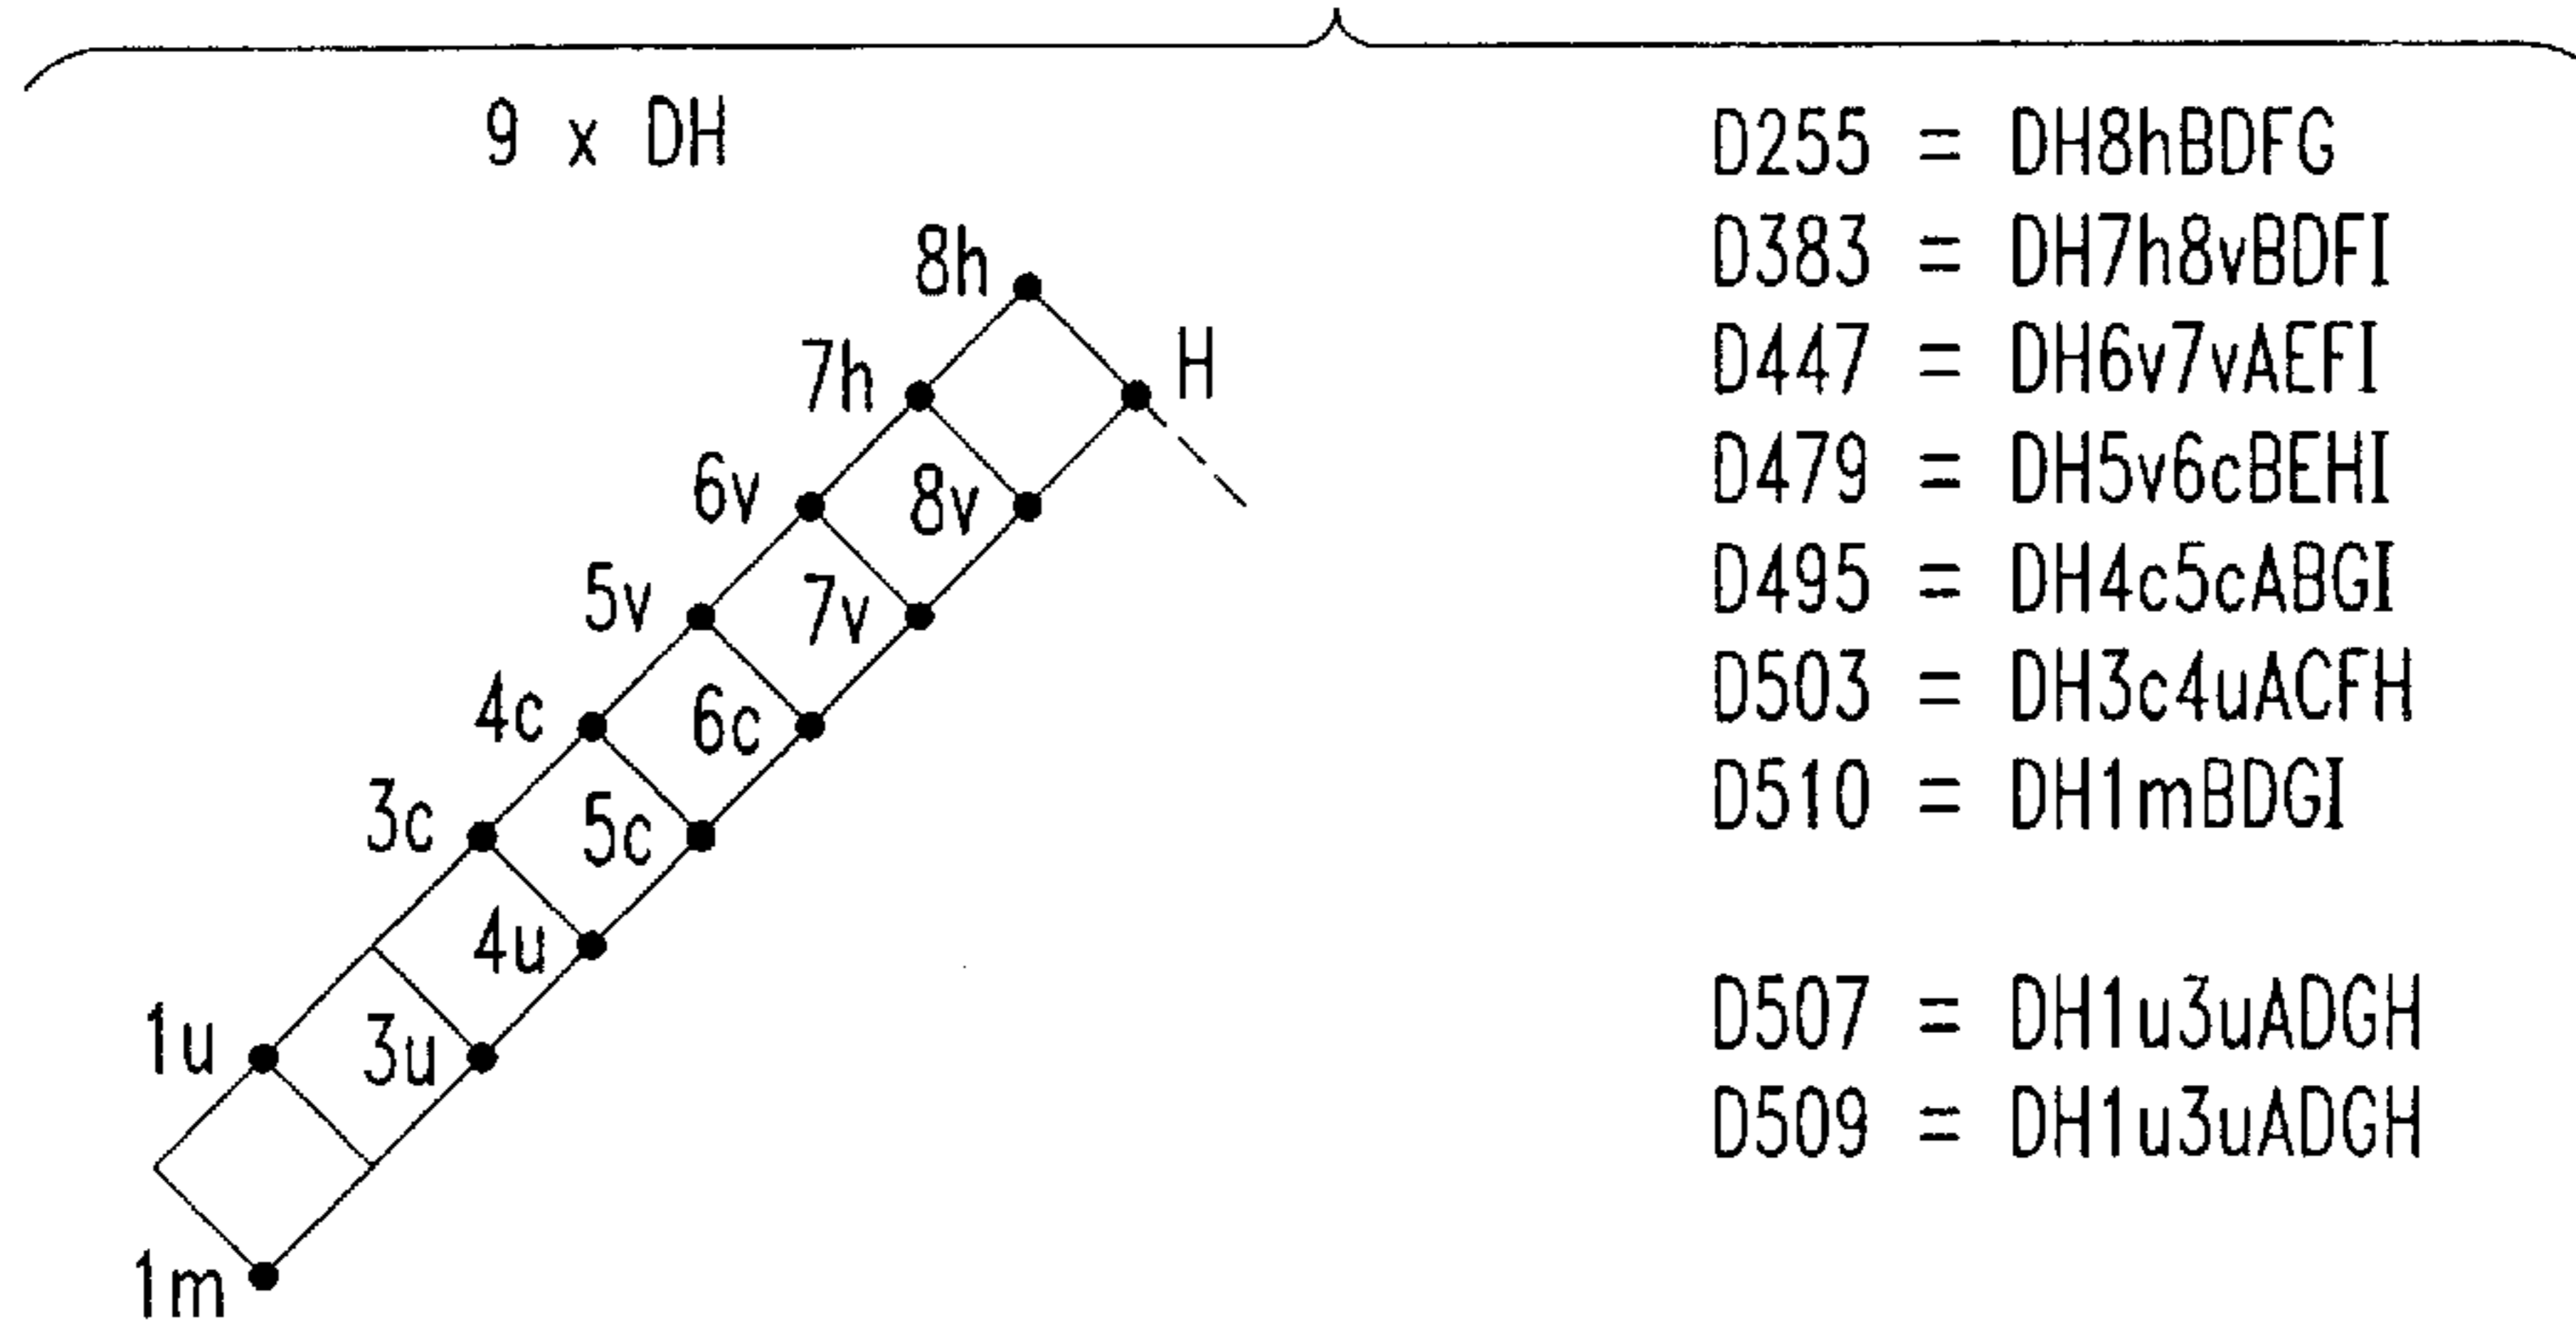 9 x DH
8h
H
7h
6v
8v
5v
7v
4c
6c
3c
5c
4u
1u
3u
1m
D255 = DH8hBDFG
D383 = DH7h8vBDFI
D447 = DH6v7vAEFI
D479 = DH5v6cBEHI
D495 = DH4c5cABGI
D503 = DH3c4uACFH
D510 = DH1mBDGI
D507 = DH1u3uADGH
D509 = DH1u3uADGH